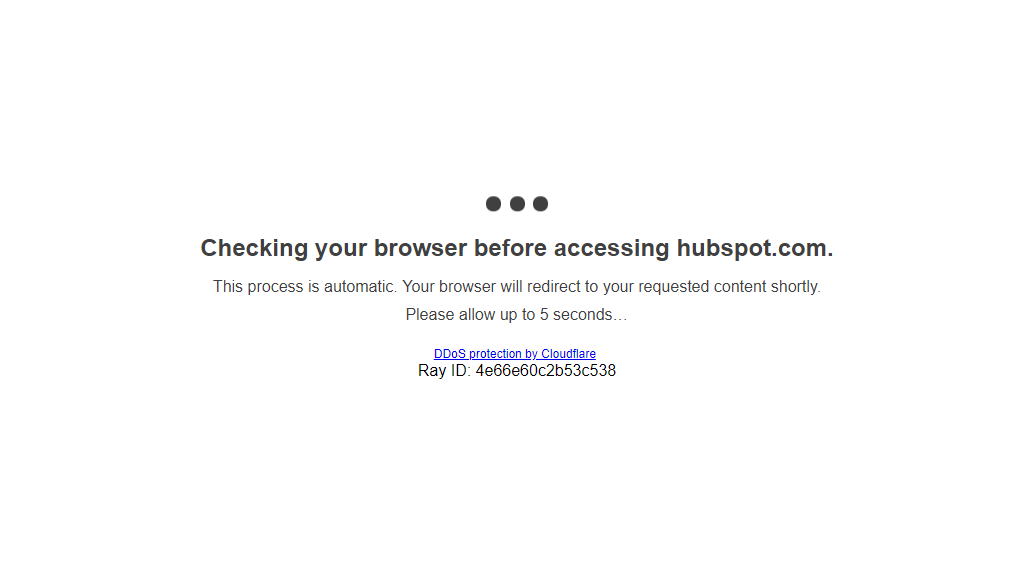 Checking your browser before accessing hubspot.com.
This process is automatic. Your browser will redirect to your requested content shortly.
Please allow up to 5 seconds…
DDoS protection by Cloudflare
Ray ID: 4e66e60c2b53c538